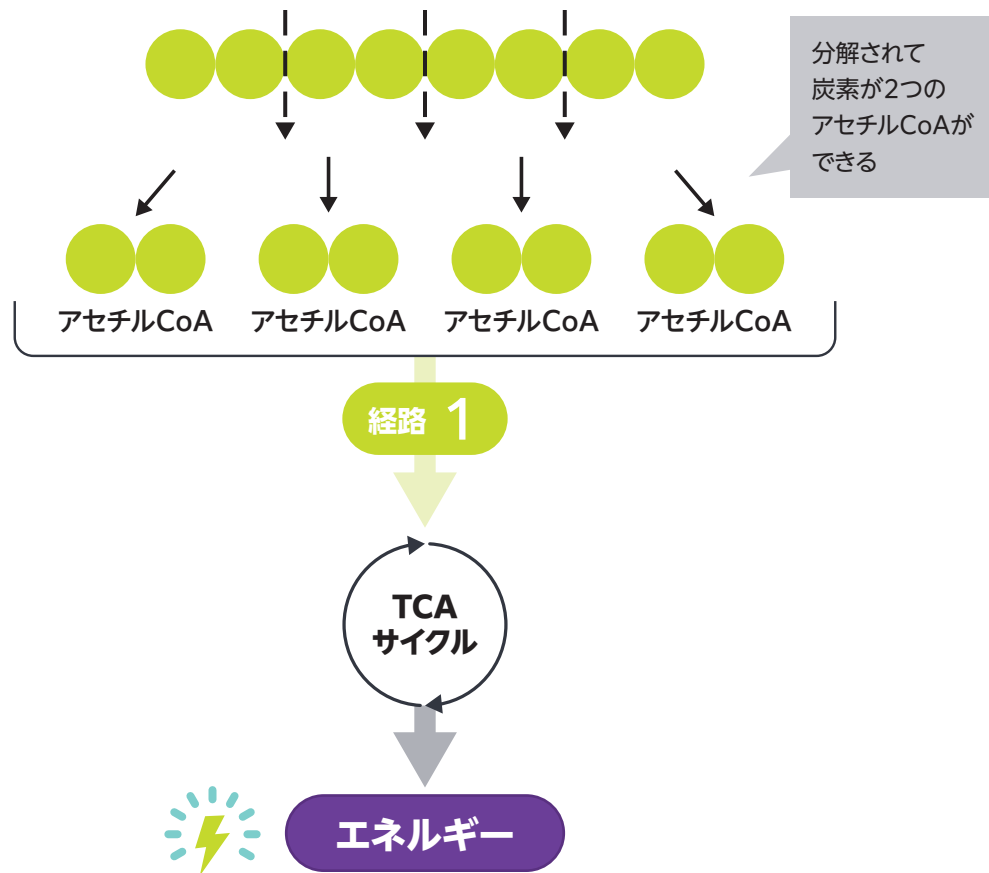 分解されて
炭素が2つの
アセチルCoAが
できる
アセチルCoA
アセチルCoA
アセチルCoA
アセチルCoA
経路 1
TCA
サイクル
エネルギー